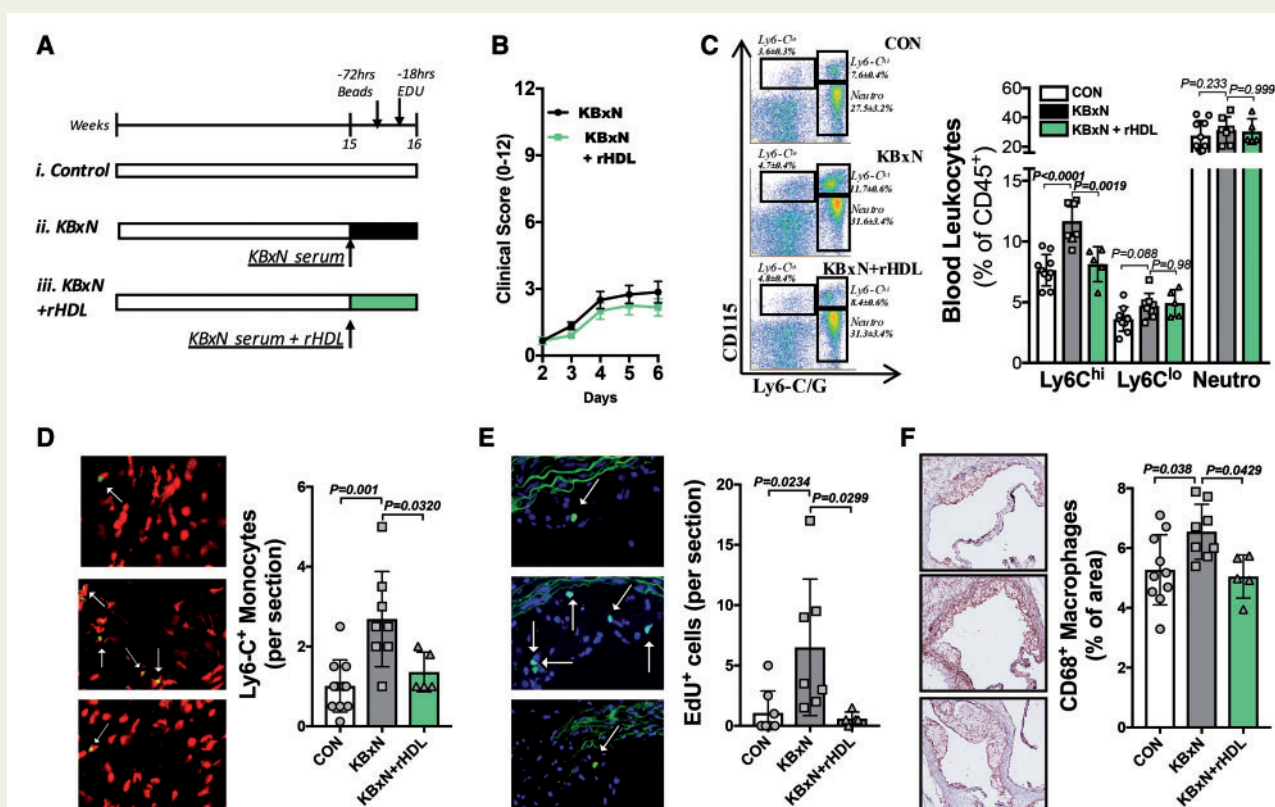 A
-72hrs
Beads
-18hrs
EDU
Weeks
15
16
i. Control
ii. KBxN
KBxN serum
iii. KBxN
+rHDL
KBxN serum + rHDL
B
Clinical Score (0-12)
12
9
6
3
0
KBxN
KBxN
+ rHDL
2 3 4 5 6
Days
C
Ly6-Clo
3.6±0.3%
CON
Ly6-Chi
7.6±0.4%
Neutro
27.5±3.2%
Ly6-Clo
4.7±0.4%
KBxN
Ly6-Chi
11.7±0.6%
Neutro
31.6±3.4%
KBxN+rHDL
Ly6-Clo
4.8±0.4%
Ly6-Chi
8.4±0.6%
Neutro
31.3±3.4%
CD115
Ly6-C/G
CON
KBxN
KBxN + rHDL
P=0.233
P=0.999
Blood Leukocytes
(% of CD45+)
60
40
20
15
10
5
0
P<0.0001
P=0.0019
P=0.088
P=0.98
Ly6Chi Ly6Clo Neutro
D
Ly6-C+ Monocytes
(per section)
6
4
2
0
P=0.001
P=0.0320
CON
KBxN
KBxN+rHDL
E
EdU+ cells (per section)
20
15
10
5
0
P=0.0234
P=0.0299
CON
KBxN
KBxN+rHDL
F
CD68+ Macrophages
(% of area)
8
6
4
2
0
P=0.038
P=0.0429
CON
KBxN
KBxN+rHDL